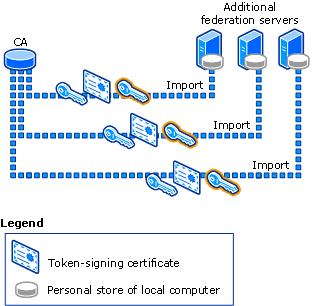 Additional
federation servers
CA
Import
Import
Import
Legend
Token-signing certificate
Personal store of local computer